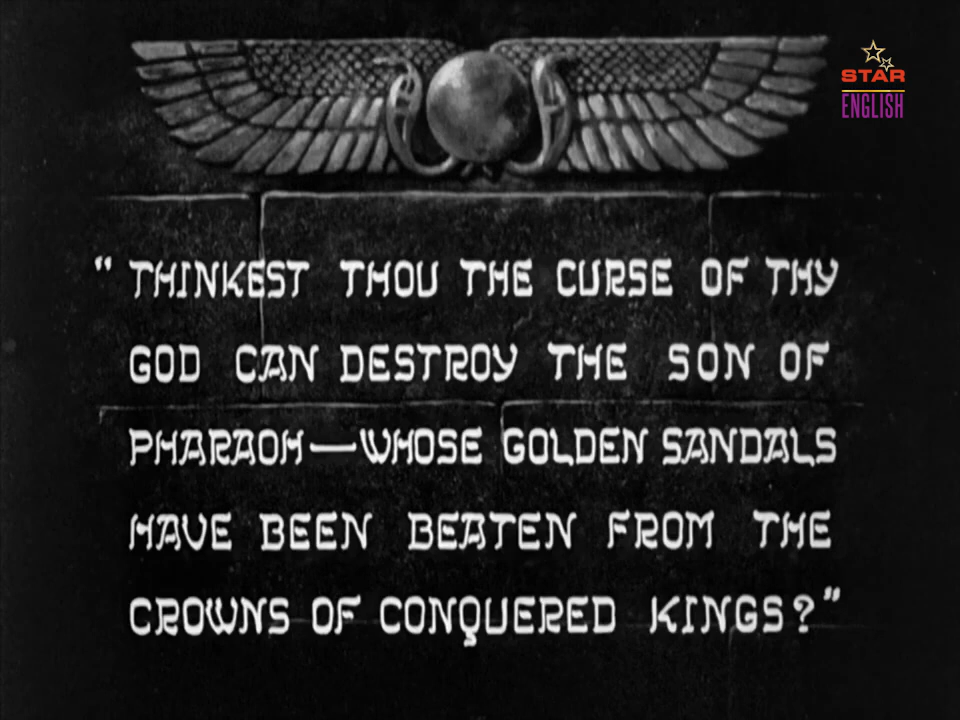 STAR
ENGLISH
" THINKEST THOU THE CURSE OF THY
GOD CAN DESTROY THE SON OF
PHARAOH—WHOSE GOLDEN SANDALS
HAVE BEEN BEATEN FROM THE
CROWNS OF CONQUERED KINGS?"